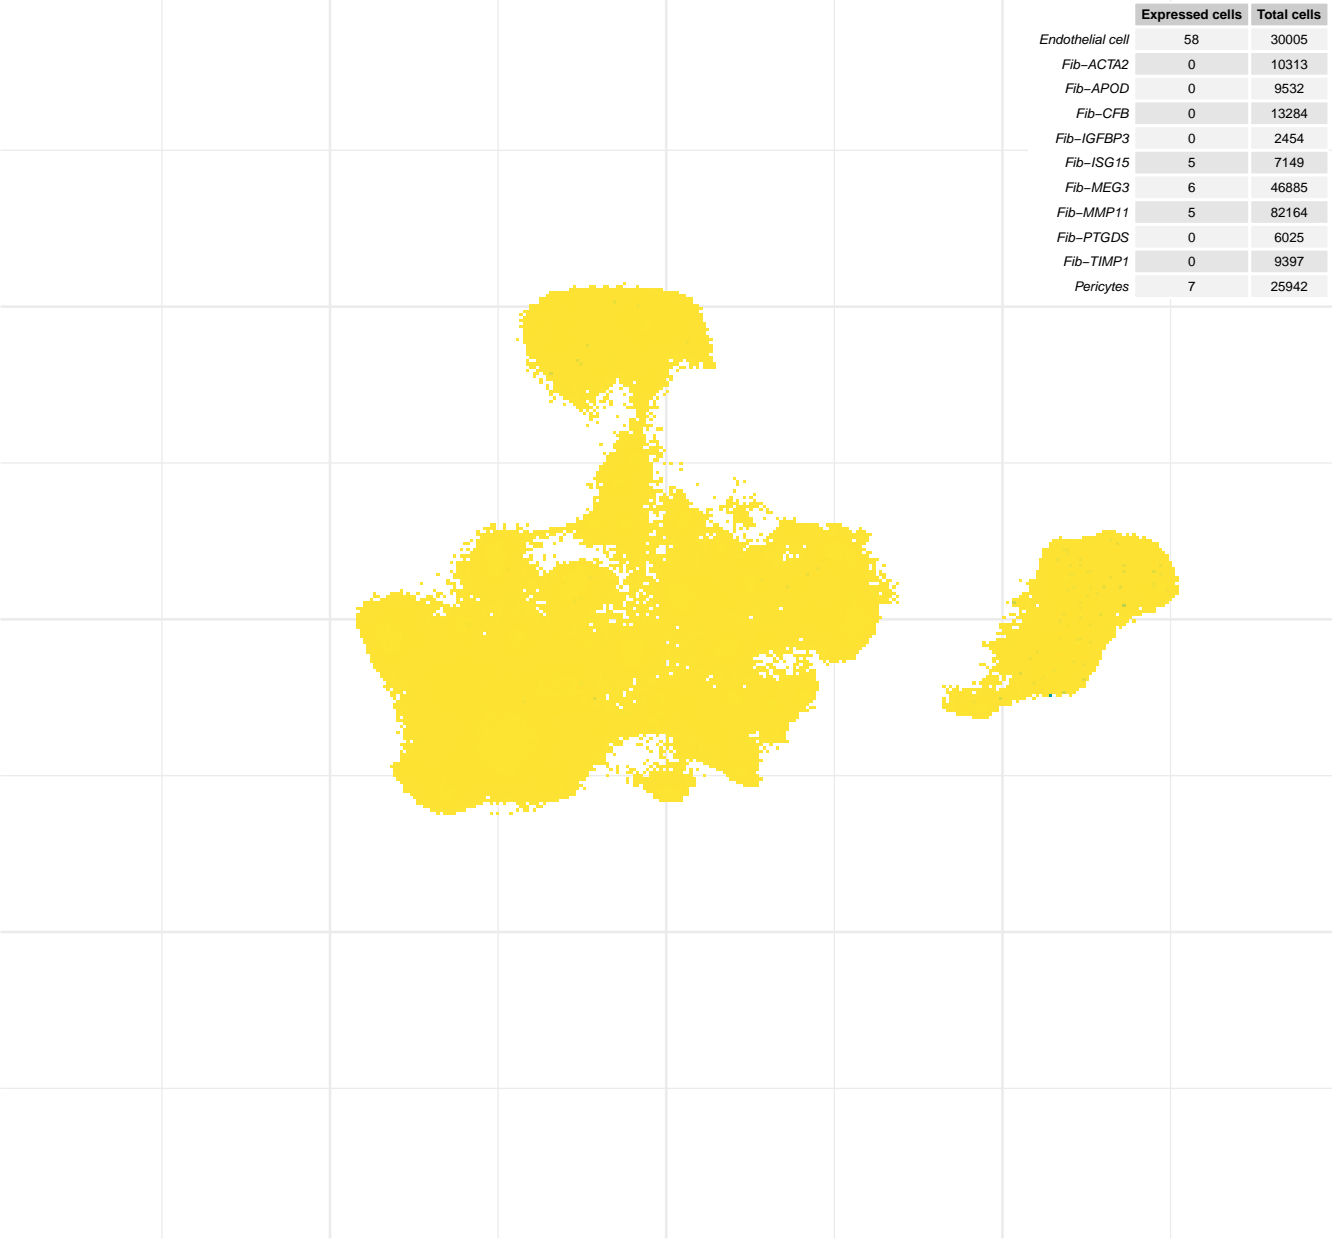 Expressed cells Total cells
Endothelial cell 58 30005
Fib−ACTA2 0 10313
Fib−APOD 0 9532
Fib−CFB 0 13284
Fib−IGFBP3 0 2454
Fib−ISG15 5 7149
Fib−MEG3 6 46885
Fib−MMP11 5 82164
Fib−PTGDS 0 6025
Fib−TIMP1 0 9397
Pericytes 7 25942